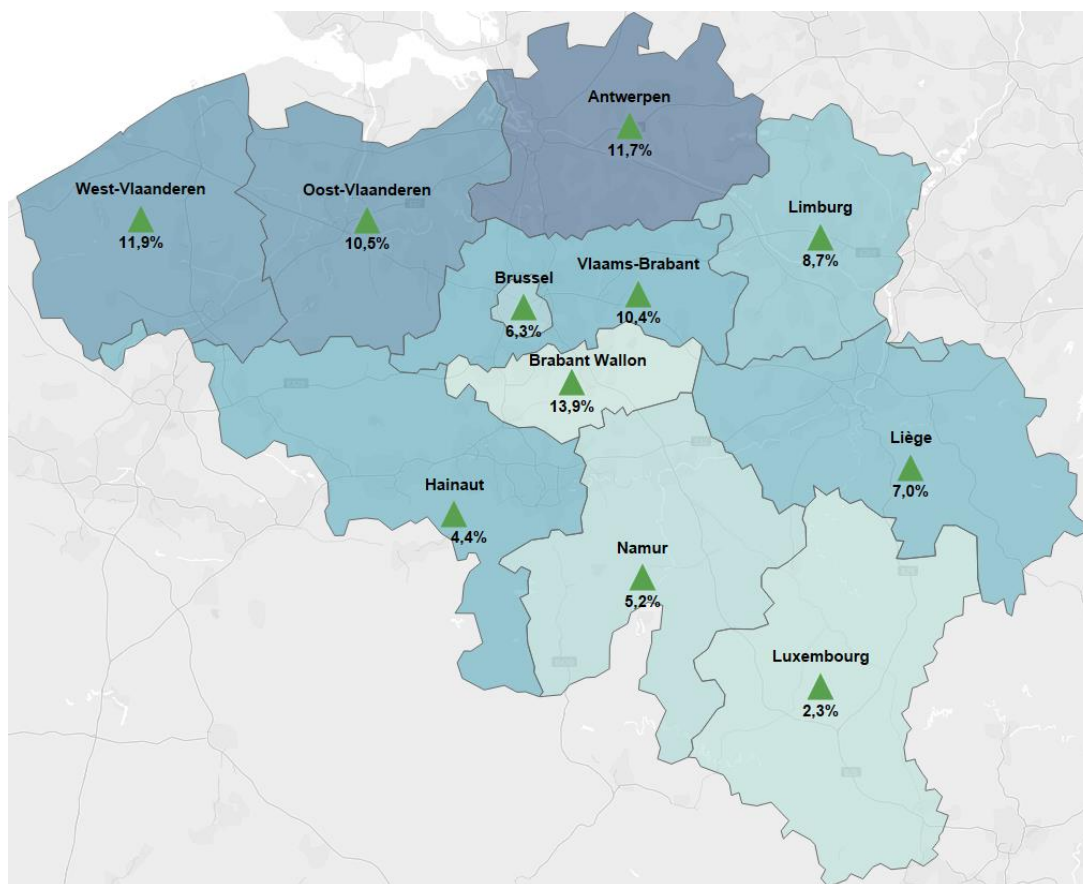 Antwerpen
11,7%
West-Vlaanderen
11,9%
Oost-Vlaanderen
10,5%
Limburg
8,7%
Brussel
6,3%
Vlaams-Brabant
10,4%
Brabant Wallon
13,9%
Liège
7,0%
Hainaut
4,4%
Namur
5,2%
Luxembourg
2,3%